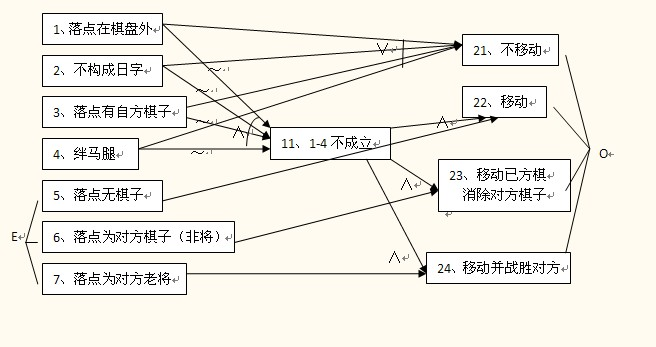 1、落点在棋盘外
2、不构成日字
3、落点有自方棋子
4、绊马腿
5、落点无棋子
6、落点为对方棋子（非将）
7、落点为对方老将
E
～
～
～
∧
11、1-4 不成立
∨
∧
∧
∧
21、不移动
22、移动
23、移动已方棋
消除对方棋子
24、移动并战胜对方
O